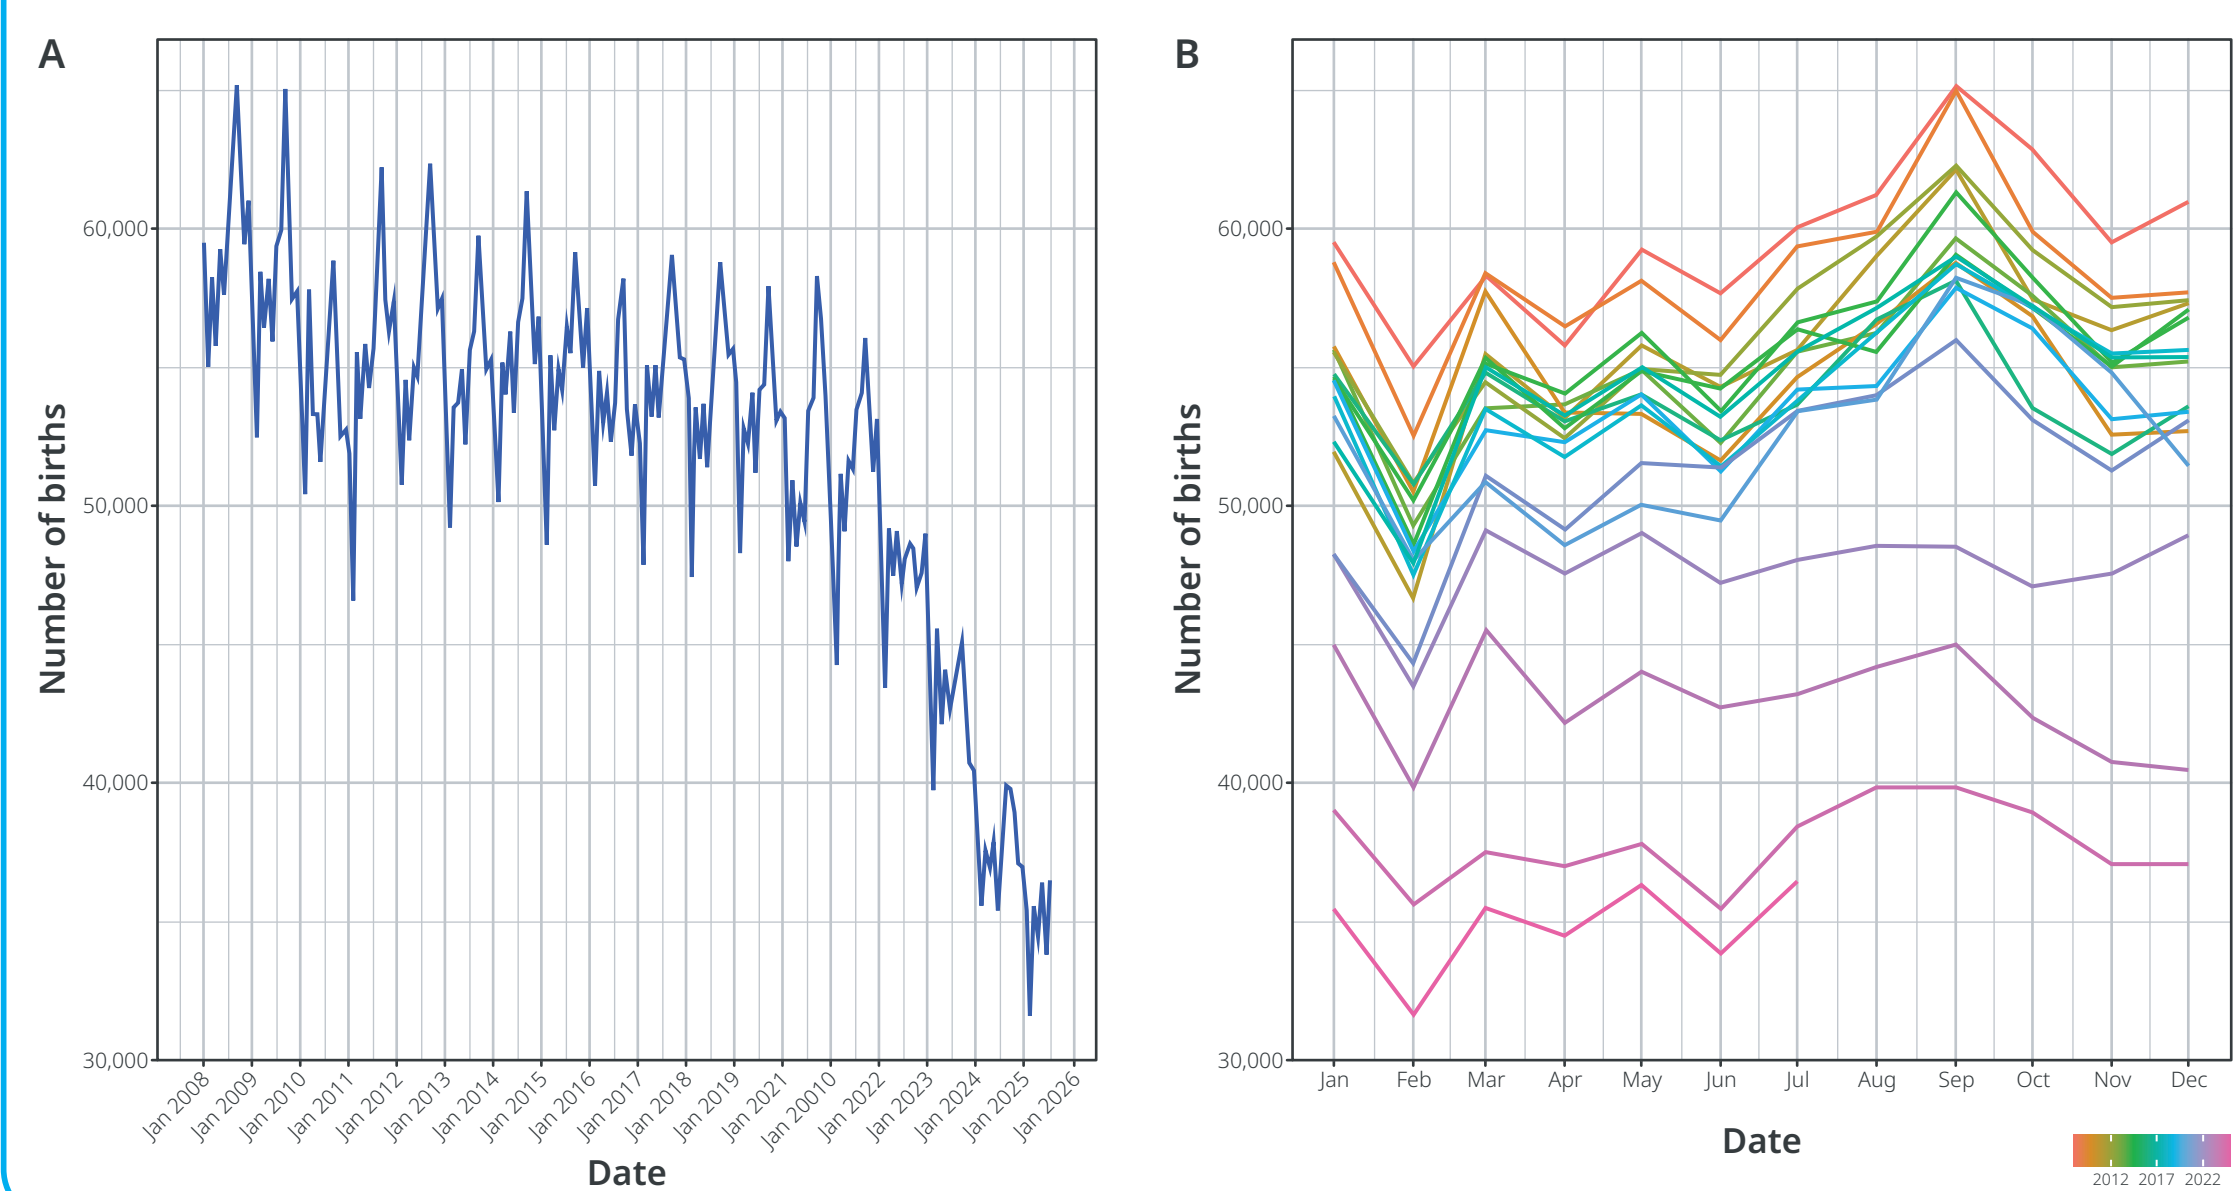 A
Number of births
60,000
50,000
40,000
30,000
Jan 2008
Jan 2009
Jan 2010
Jan 2011
Jan 2012
Jan 2013
Jan 2014
Jan 2015
Jan 2016
Jan 2017
Jan 2018
Jan 2019
Jan 2021
Jan 20010
Jan 2022
Jan 2023
Jan 2024
Jan 2025
Jan 2026
Date
B
Number of births
60,000
50,000
40,000
30,000
Jan Feb Mar Apr May Jun Jul Aug Sep Oct Nov Dec
Date
2012 2017 2022